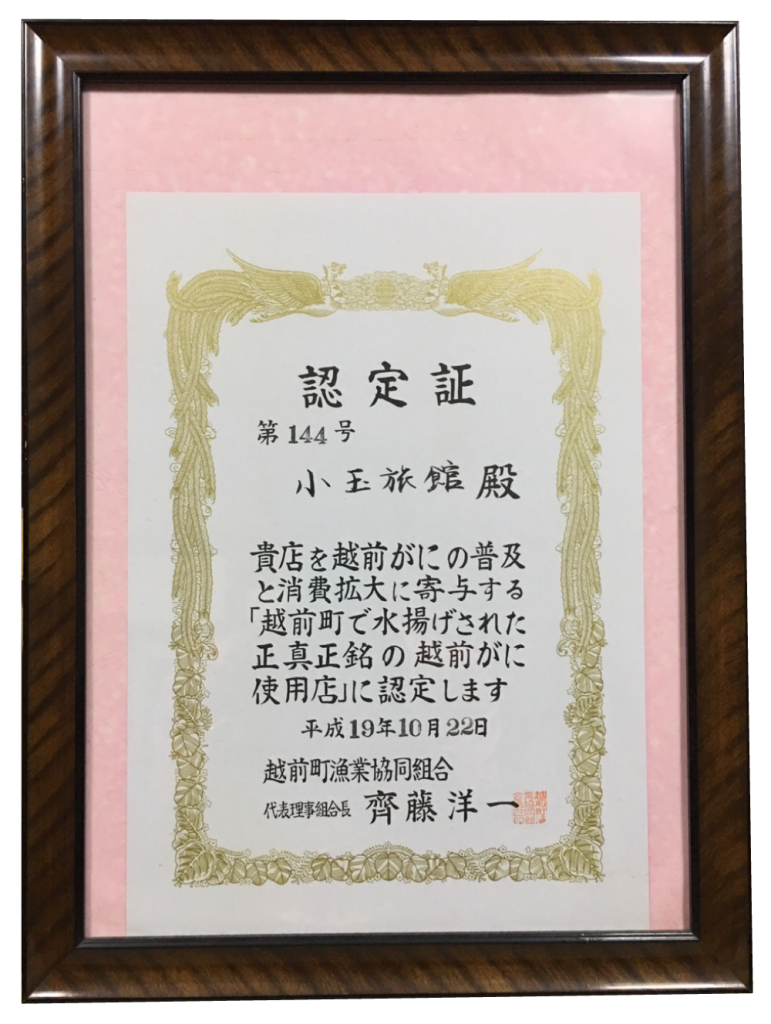 認定証
第144号
小玉旅館 殿
貴店を越前がにの普及
と消費拡大に寄与する
「越前町で水揚げされた
正真正銘の越前がに
使用店」に認定します
平成19年10月22日
越前町漁業協同組合
代表理事組合長 齊藤洋一